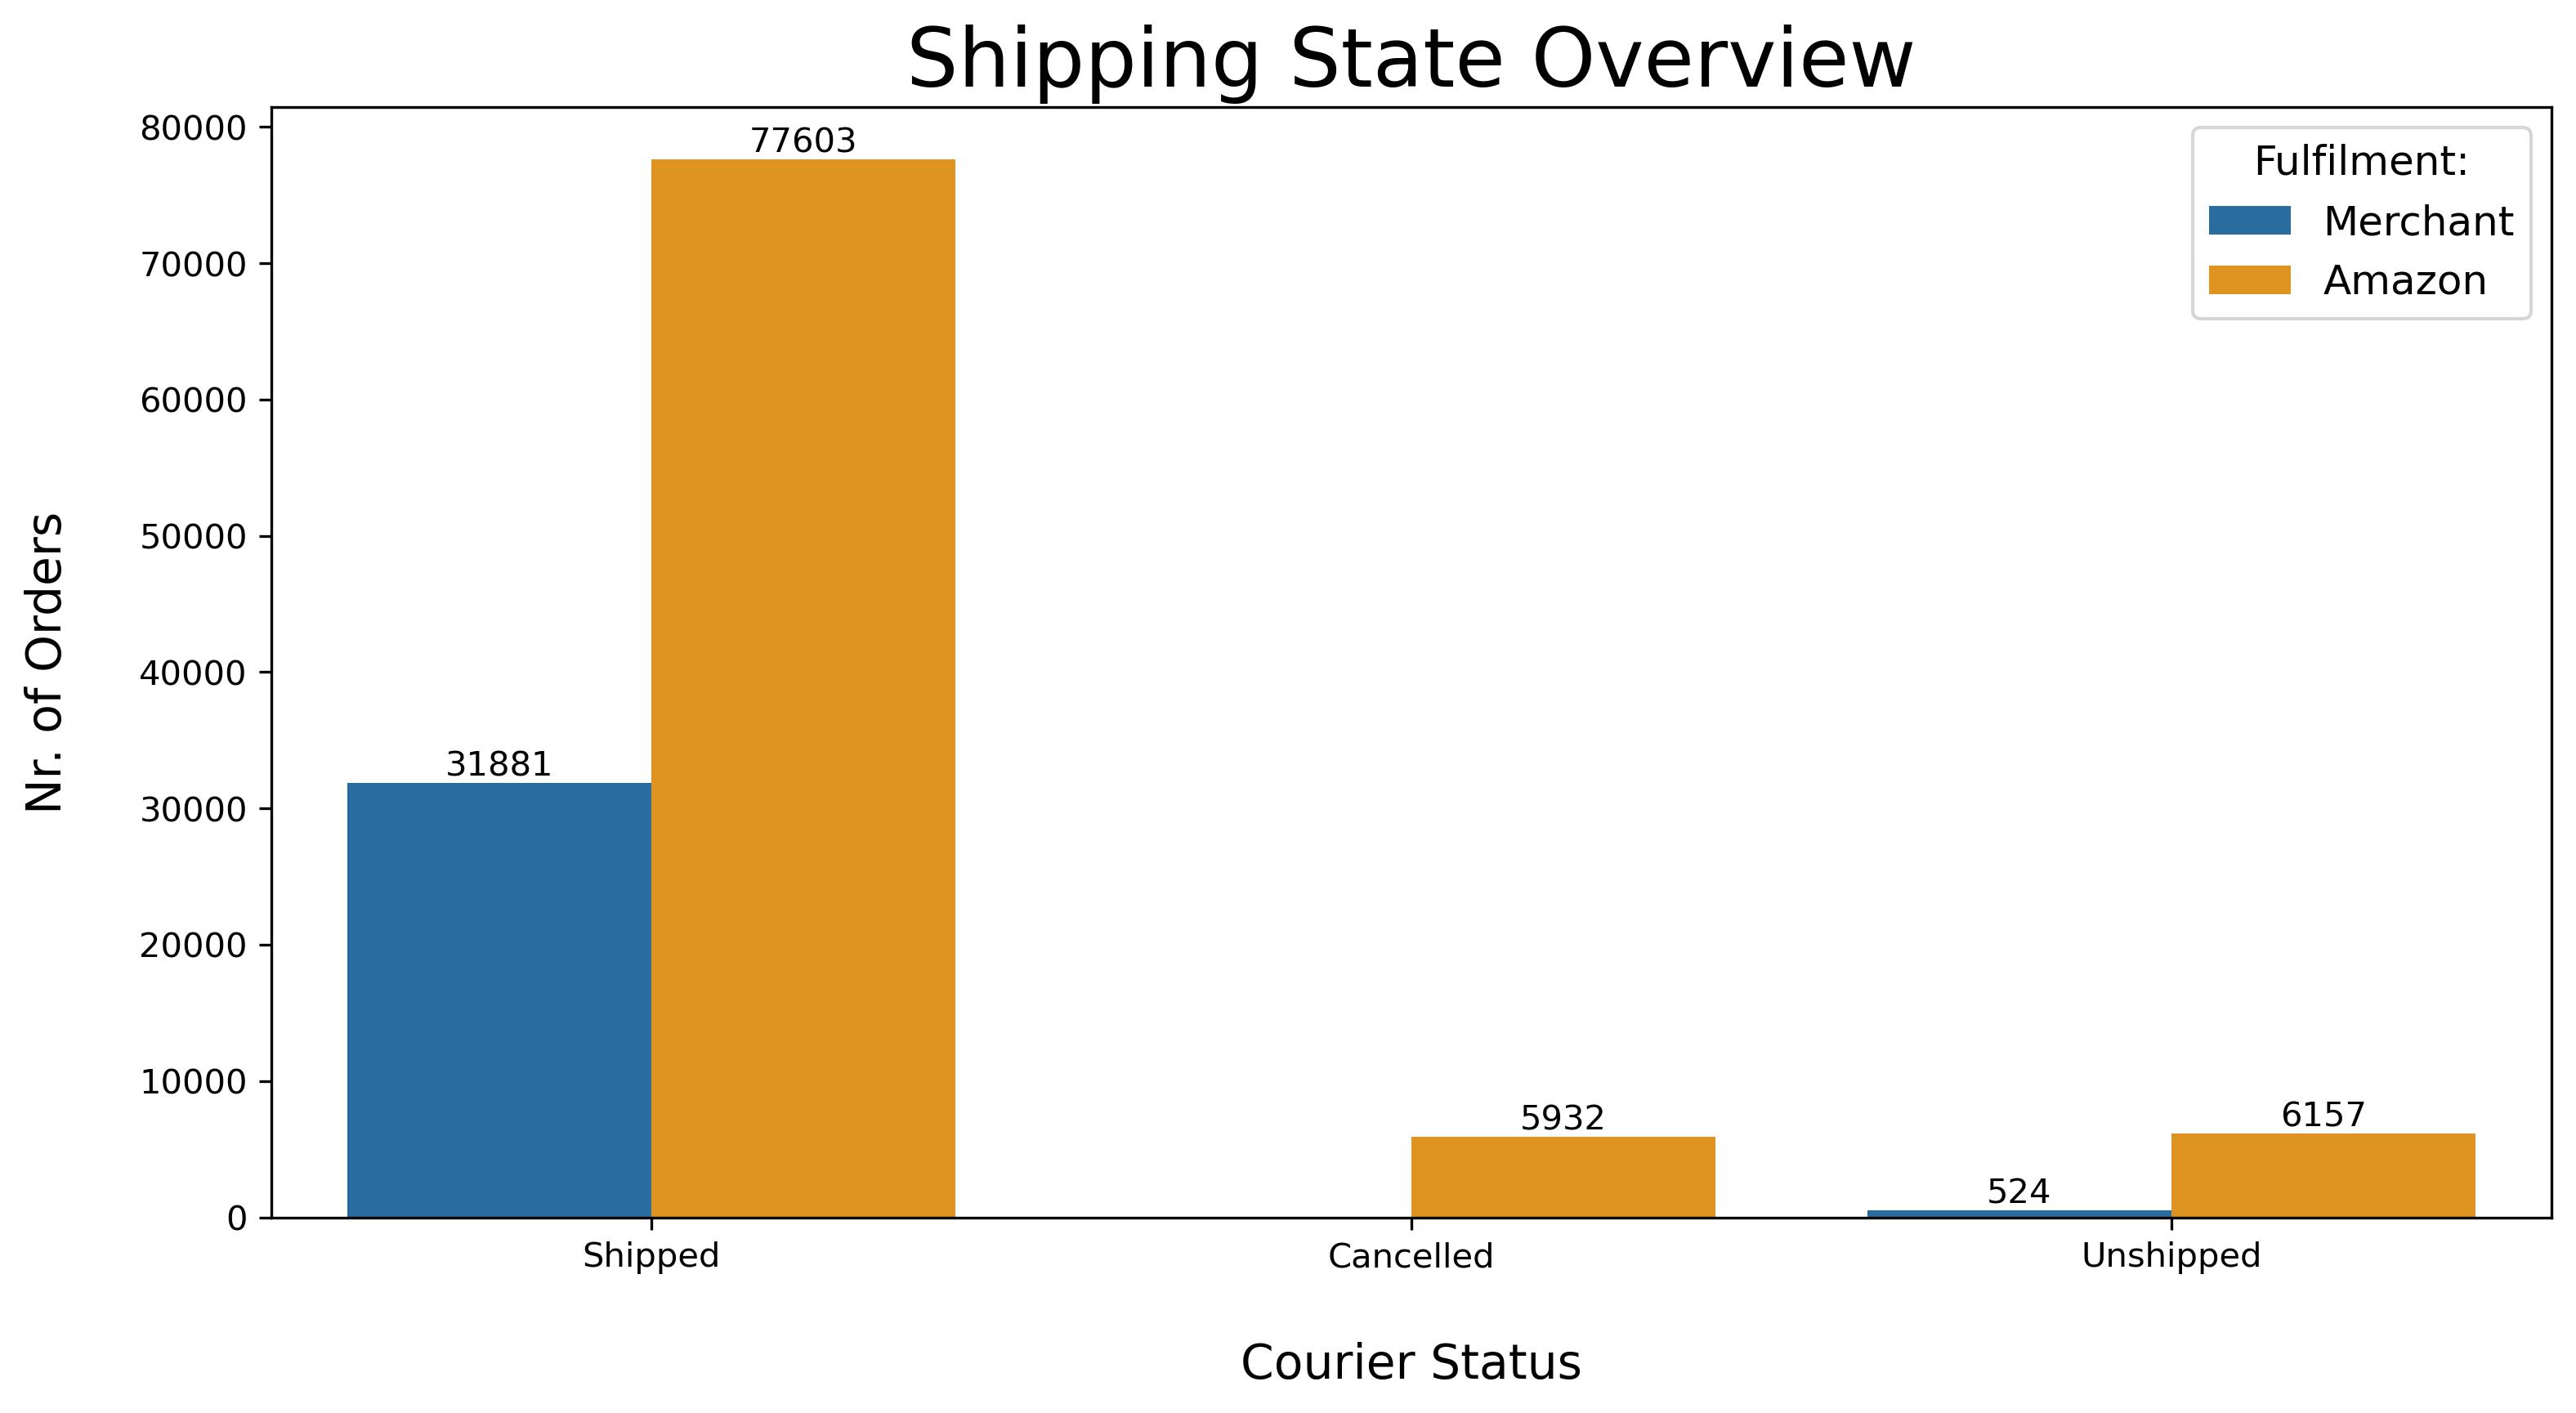 Shipping State Overview
80000
70000
60000
50000
40000
30000
20000
10000
0
Nr. of Orders
77603
31881
5932
524
6157
Fulfilment:
Merchant
Amazon
Shipped
Cancelled
Unshipped
Courier Status